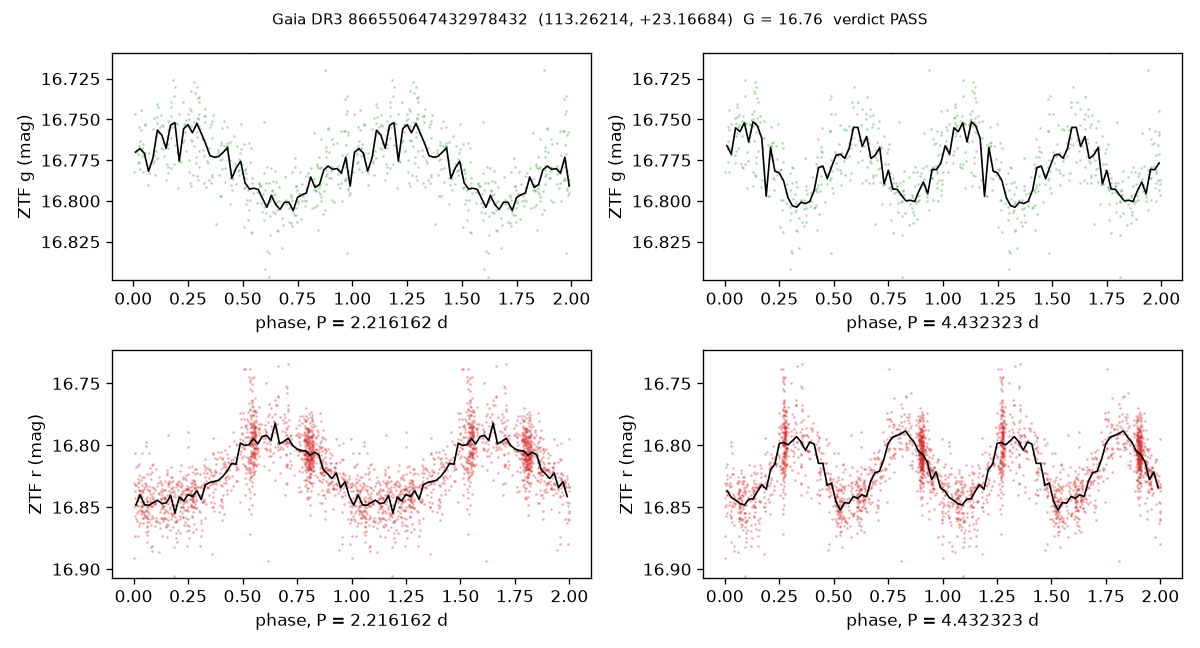 Gaia DR3 866550647432978432 (113.26214, +23.16684) G = 16.76 verdict PASS
ZTF g (mag)
16.725
16.750
16.775
16.800
16.825
0.00 0.25 0.50 0.75 1.00 1.25 1.50 1.75 2.00
phase, P = 2.216162 d
ZTF g (mag)
16.725
16.750
16.775
16.800
16.825
0.00 0.25 0.50 0.75 1.00 1.25 1.50 1.75 2.00
phase, P = 4.432323 d
ZTF r (mag)
16.75
16.80
16.85
16.90
0.00 0.25 0.50 0.75 1.00 1.25 1.50 1.75 2.00
phase, P = 2.216162 d
ZTF r (mag)
16.75
16.80
16.85
16.90
0.00 0.25 0.50 0.75 1.00 1.25 1.50 1.75 2.00
phase, P = 4.432323 d